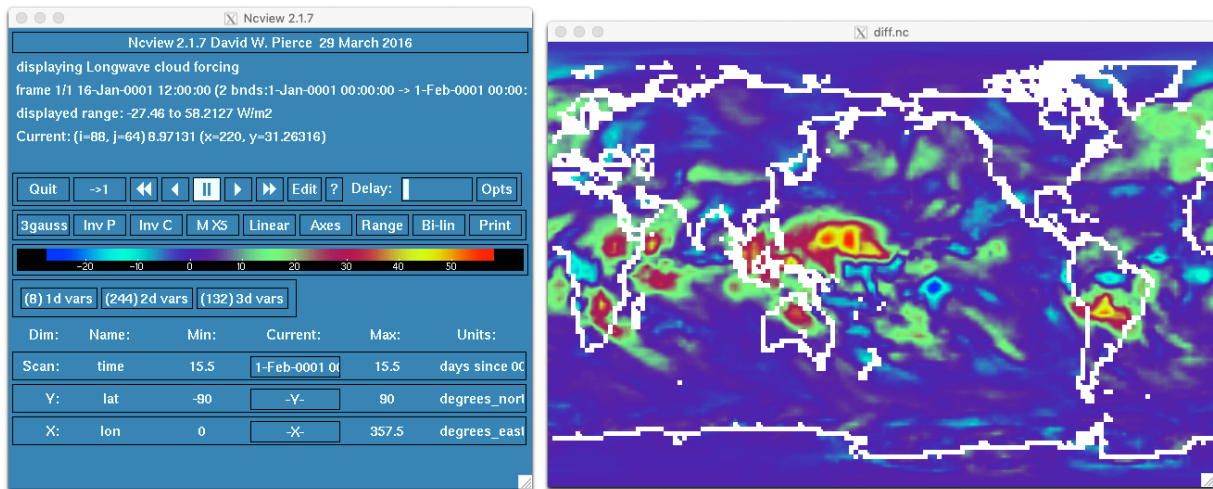 Ncview 2.1.7
Ncview 2.1.7 David W. Pierce 29 March 2016
displaying Longwave cloud forcing
frame 1/1 16-Jan-0001 12:00:00 (2 bnds:1-Jan-0001 00:00:00 -> 1-Feb-0001 00:00:
displayed range: -27.46 to 58.2127 W/m2
Current: (i=88, j=64) 8.97131 (x=220, y=31.26316)
Quit ->1 Edit ? Delay: Opts
3gauss Inv P Inv C M X5 Linear Axes Range Bi-lin Print
-20 -10 0 10 20 30 40 50
(8) 1d vars (244) 2d vars (132) 3d vars
Dim: Name: Min: Current: Max: Units:
Scan: time 15.5 1-Feb-0001 00 15.5 days since 00
Y: lat -90 -Y- 90 degrees_nort
X: lon 0 -X- 357.5 degrees_east
diff.nc